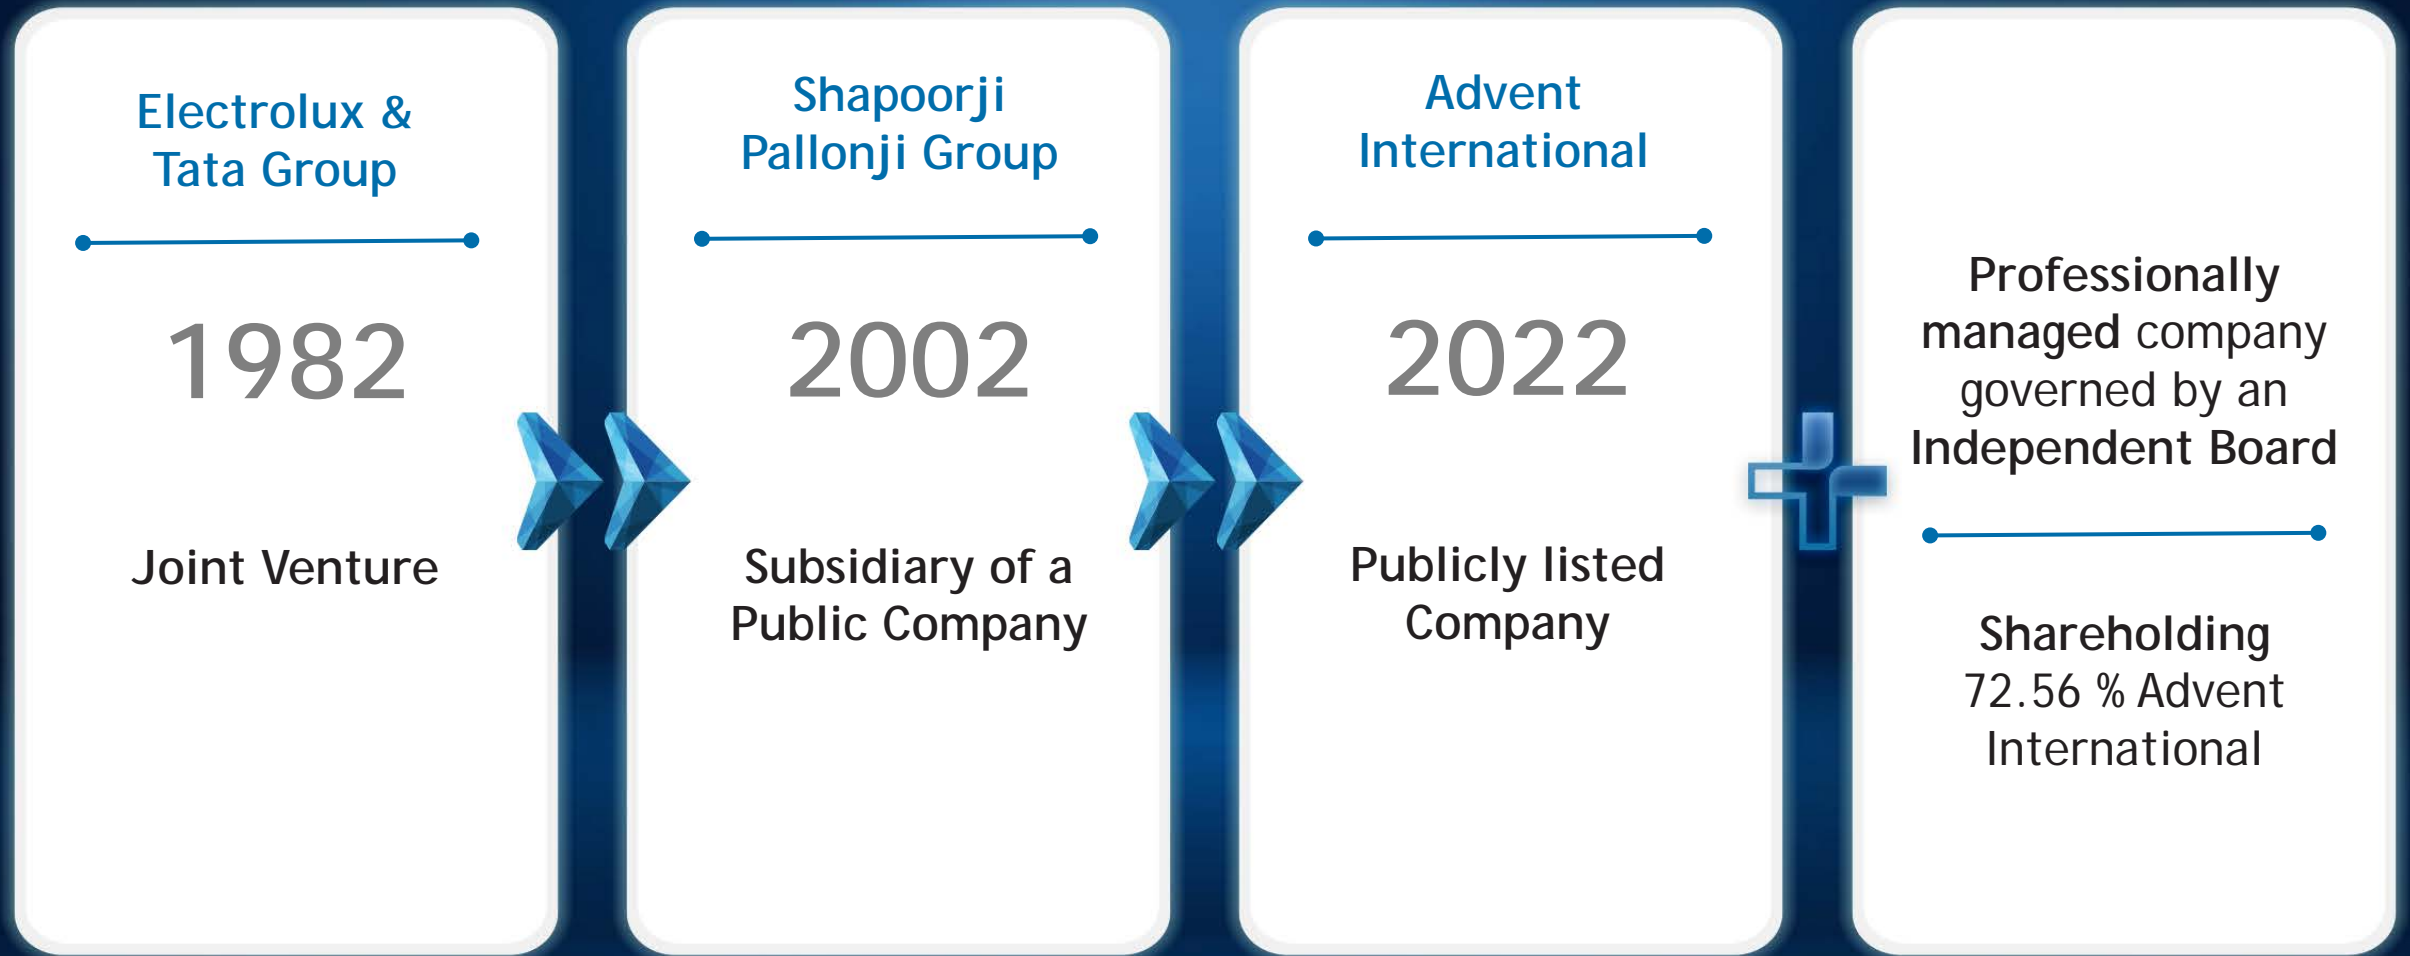 Electrolux &
Tata Group
1982
Joint Venture
Shapoorji
Pallonji Group
2002
Subsidiary of a
Public Company
Advent
International
2022
Publicly listed
Company
Professionally
managed company
governed by an
Independent Board
Shareholding
72.56 % Advent
International